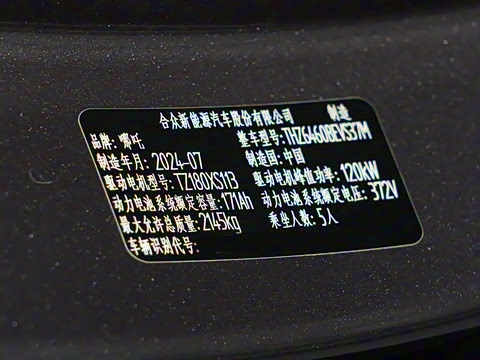 合众新能源汽车股份有限公司 制造
品牌: 哪吒 整车型号: THZ6460BEVS37M
制造年月: 2024-07 制造国: 中国
驱动电机型号: TZ180XS1B 驱动电机峰值功率: 120kW
动力电池系统额定容量: 171Ah 动力电池系统额定电压: 372V
最大允许总质量: 2145kg 乘坐人数: 5人
车辆识别代号: